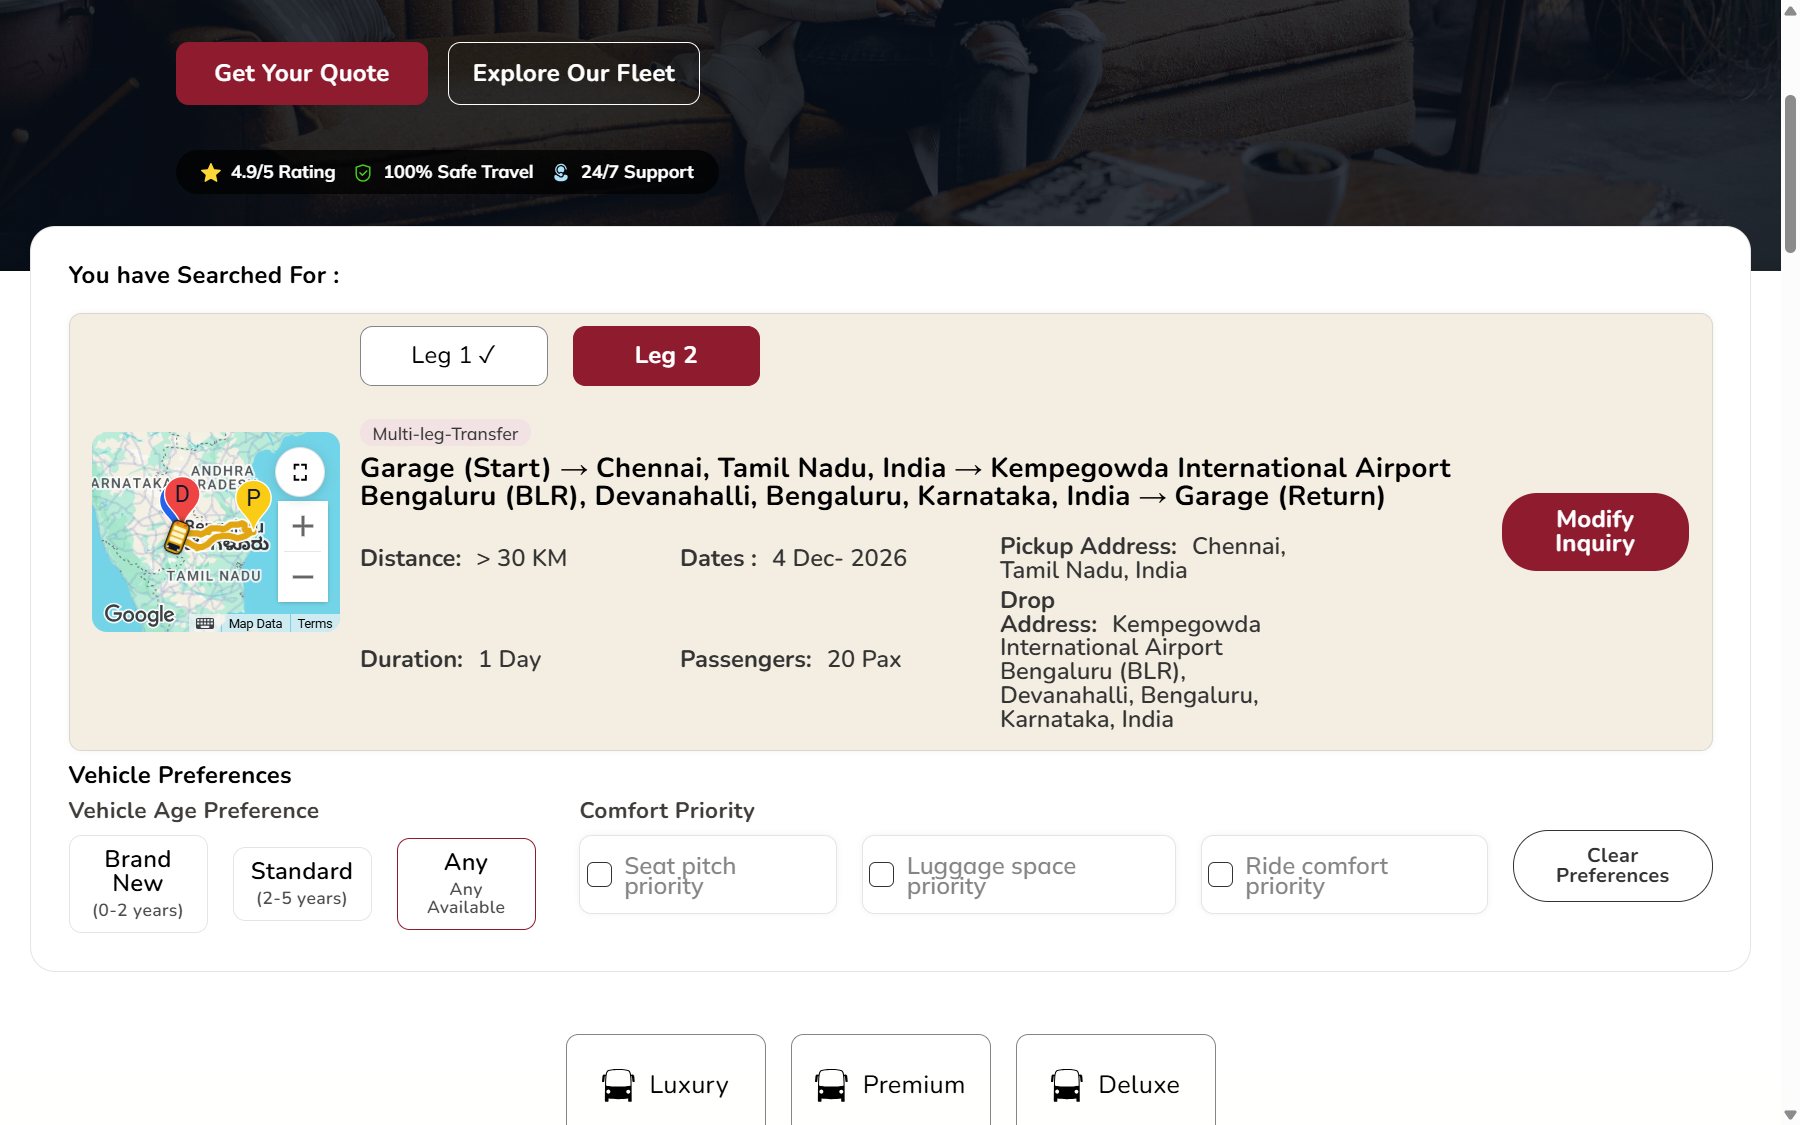 Get Your Quote
Explore Our Fleet
4.9/5 Rating
100% Safe Travel
24/7 Support
You have Searched For :
Leg 1 ✓
Leg 2
Multi-leg-Transfer
Garage (Start) → Chennai, Tamil Nadu, India → Kempegowda International Airport
Bengaluru (BLR), Devanahalli, Bengaluru, Karnataka, India → Garage (Return)
Modify
Inquiry
ANDHRA
D
P
TAMIL NADU
Google
Map Data
Terms
Distance: > 30 KM
Dates : 4 Dec- 2026
Pickup Address: Chennai,
Tamil Nadu, India
Drop
Address: Kempegowda
International Airport
Bengaluru (BLR),
Devanahalli, Bengaluru,
Karnataka, India
Duration: 1 Day
Passengers: 20 Pax
Vehicle Preferences
Vehicle Age Preference
Comfort Priority
Brand
New
(0-2 years)
Standard
(2-5 years)
Any
Any
Available
Seat pitch
priority
Luggage space
priority
Ride comfort
priority
Clear
Preferences
Luxury
Premium
Deluxe